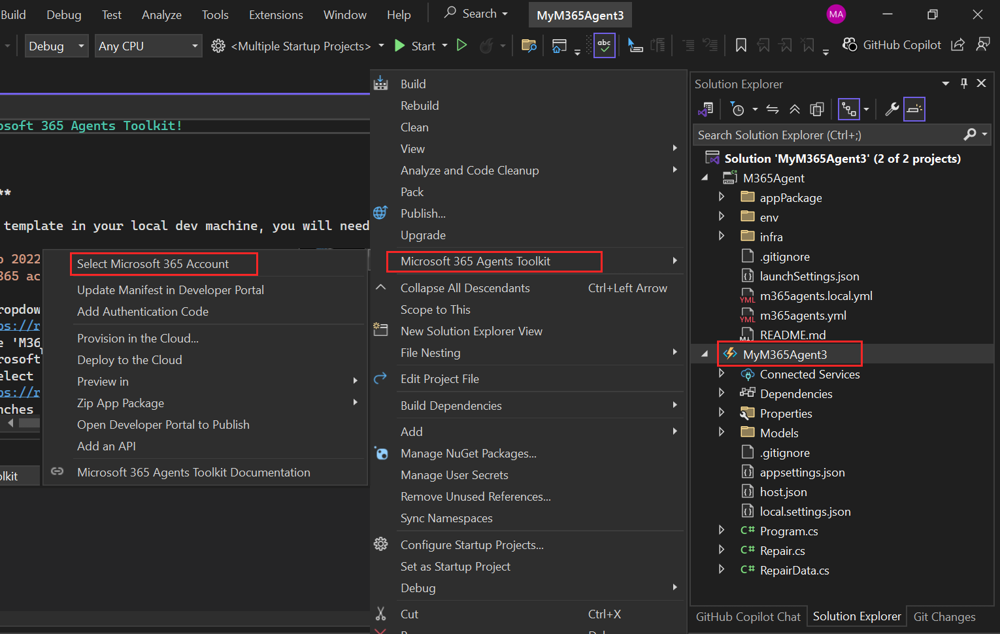 Build Debug Test Analyze Tools Extensions Window Help Search MyM365Agent3 MA
Debug Any CPU <Multiple Startup Projects> Start abc GitHub Copilot
osoft 365 Agents Toolkit!
**
template in your local dev machine, you will need
o 2022
365 ac
ropdow
ps://r
e 'M36
rosoft
elect
ps://r
nches
lkit
Select Microsoft 365 Account
Update Manifest in Developer Portal
Add Authentication Code
Provision in the Cloud...
Deploy to the Cloud
Preview in
Zip App Package
Open Developer Portal to Publish
Add an API
Microsoft 365 Agents Toolkit Documentation
Build
Rebuild
Clean
View
Analyze and Code Cleanup
Pack
Publish...
Upgrade
Microsoft 365 Agents Toolkit
Collapse All Descendants Ctrl+Left Arrow
Scope to This
New Solution Explorer View
File Nesting
Edit Project File
Build Dependencies
Add
Manage NuGet Packages...
Manage User Secrets
Remove Unused References...
Sync Namespaces
Configure Startup Projects...
Set as Startup Project
Debug
Cut Ctrl+X
Solution Explorer
Search Solution Explorer (Ctrl+;)
Solution 'MyM365Agent3' (2 of 2 projects)
M365Agent
appPackage
env
infra
.gitignore
launchSettings.json
YML m365agents.local.yml
YML m365agents.yml
README.md
MyM365Agent3
Connected Services
Dependencies
Properties
Models
.gitignore
appsettings.json
host.json
local.settings.json
C# Program.cs
C# Repair.cs
C# RepairData.cs
GitHub Copilot Chat Solution Explorer Git Changes